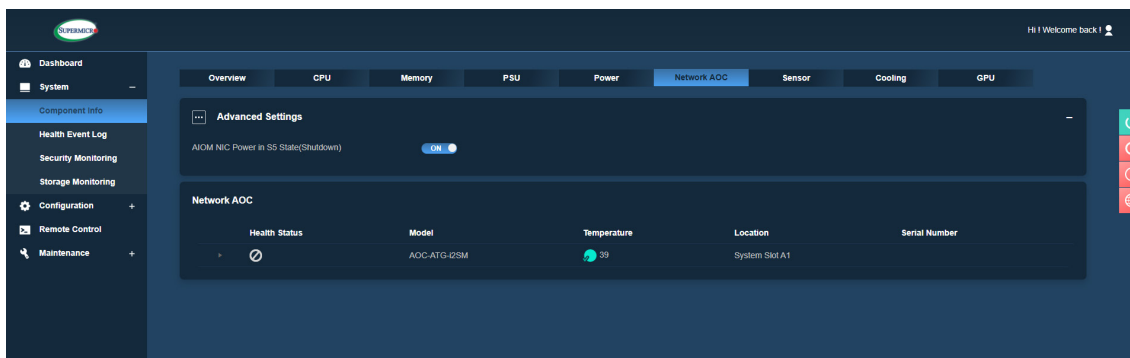 SUPERMICR
Hi ! Welcome back !
Dashboard
System
Component Info
Health Event Log
Security Monitoring
Storage Monitoring
Configuration
Remote Control
Maintenance
Overview CPU Memory PSU Power Network AOC Sensor Cooling GPU
Advanced Settings
AIOM NIC Power in S5 State(Shutdown) ON
Network AOC
Health Status Model Temperature Location Serial Number
AOC-ATG-i2SM 39 System Slot A1